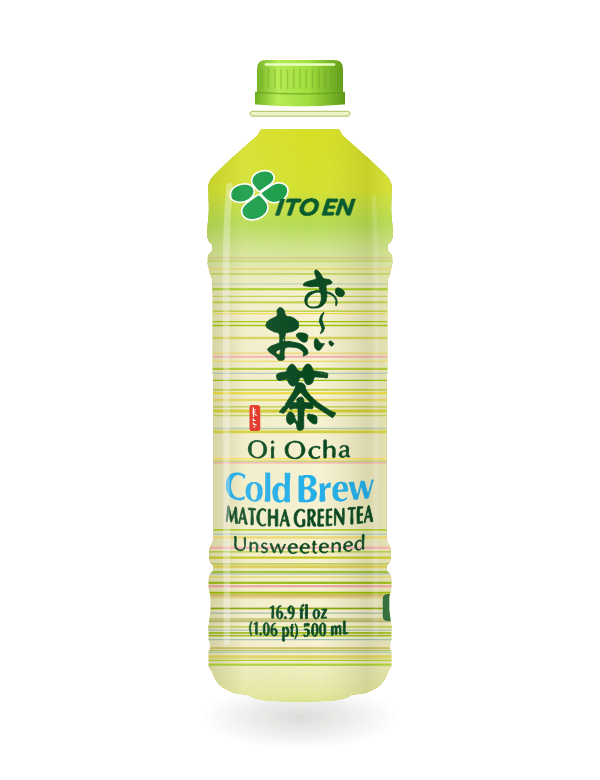 ITO EN
お〜い
お茶
Oi Ocha
Cold Brew
MATCHA GREEN TEA
Unsweetened
16.9 fl oz
(1.06 pt) 500 mL